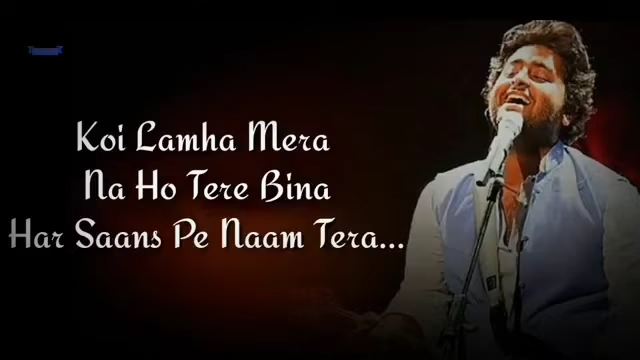 Koi Lamha Mera
Na Ho Tere Bina
Har Saans Pe Naam Tera...